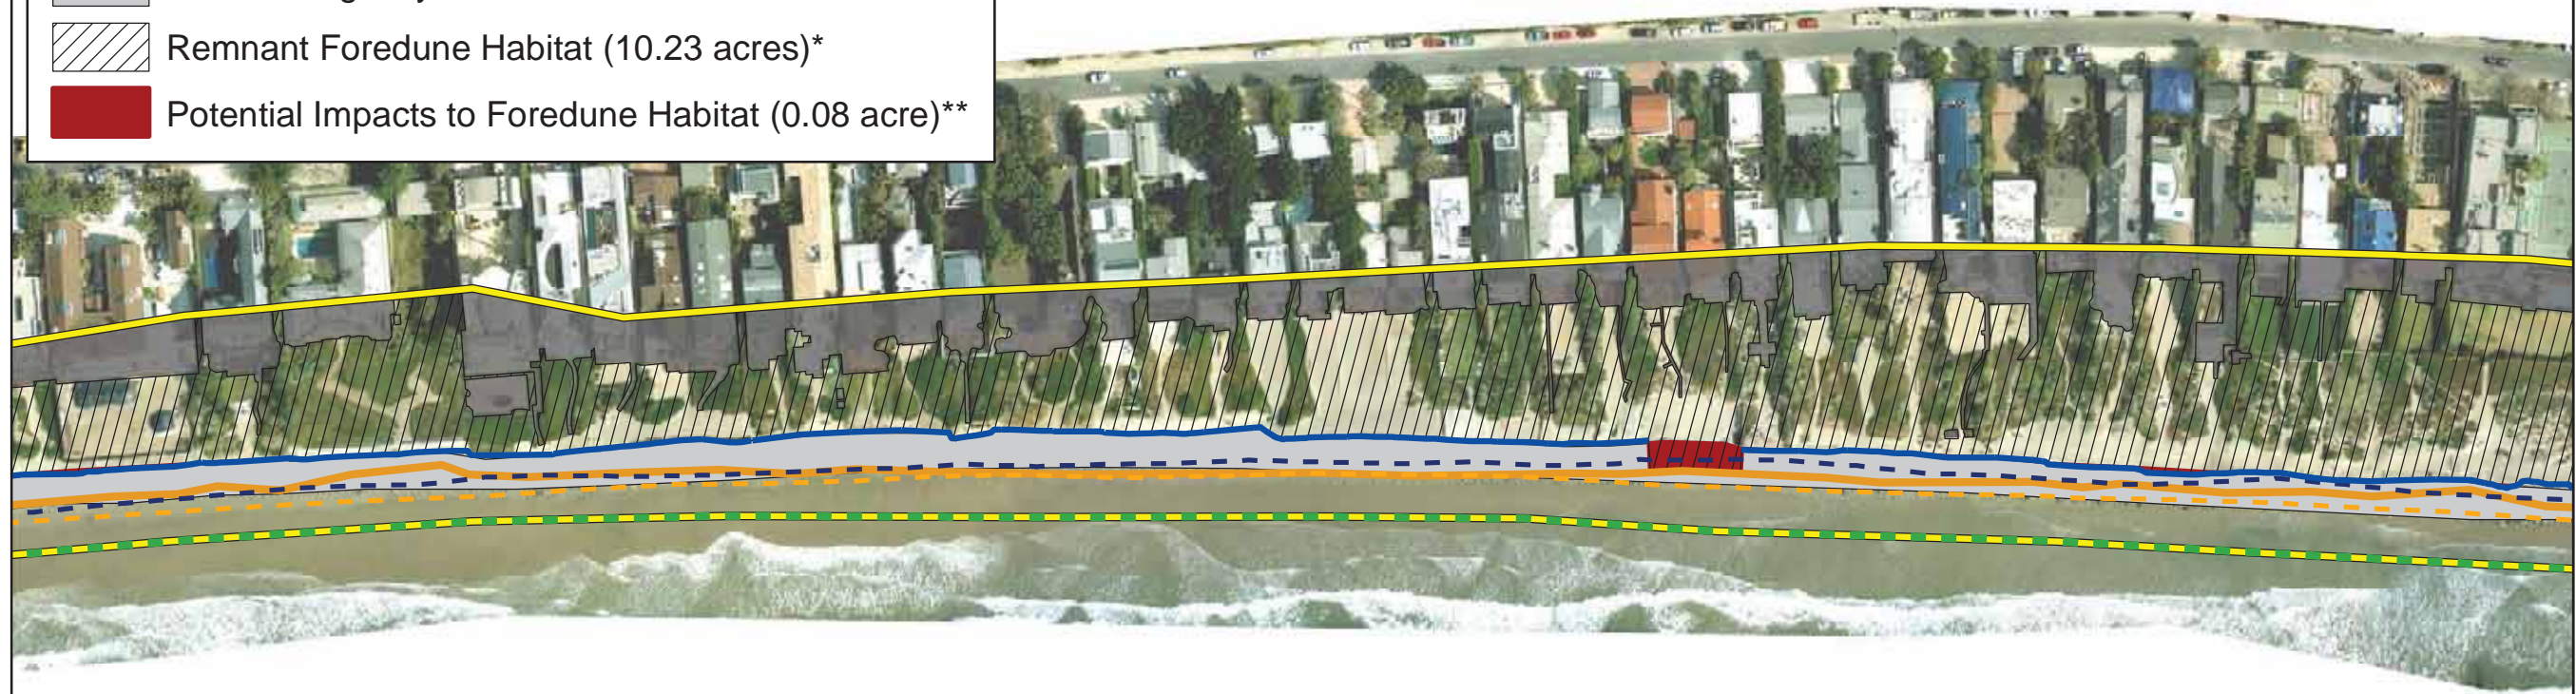 Remnant Foredune Habitat (10.23 acres)*
Potential Impacts to Foredune Habitat (0.08 acre)**